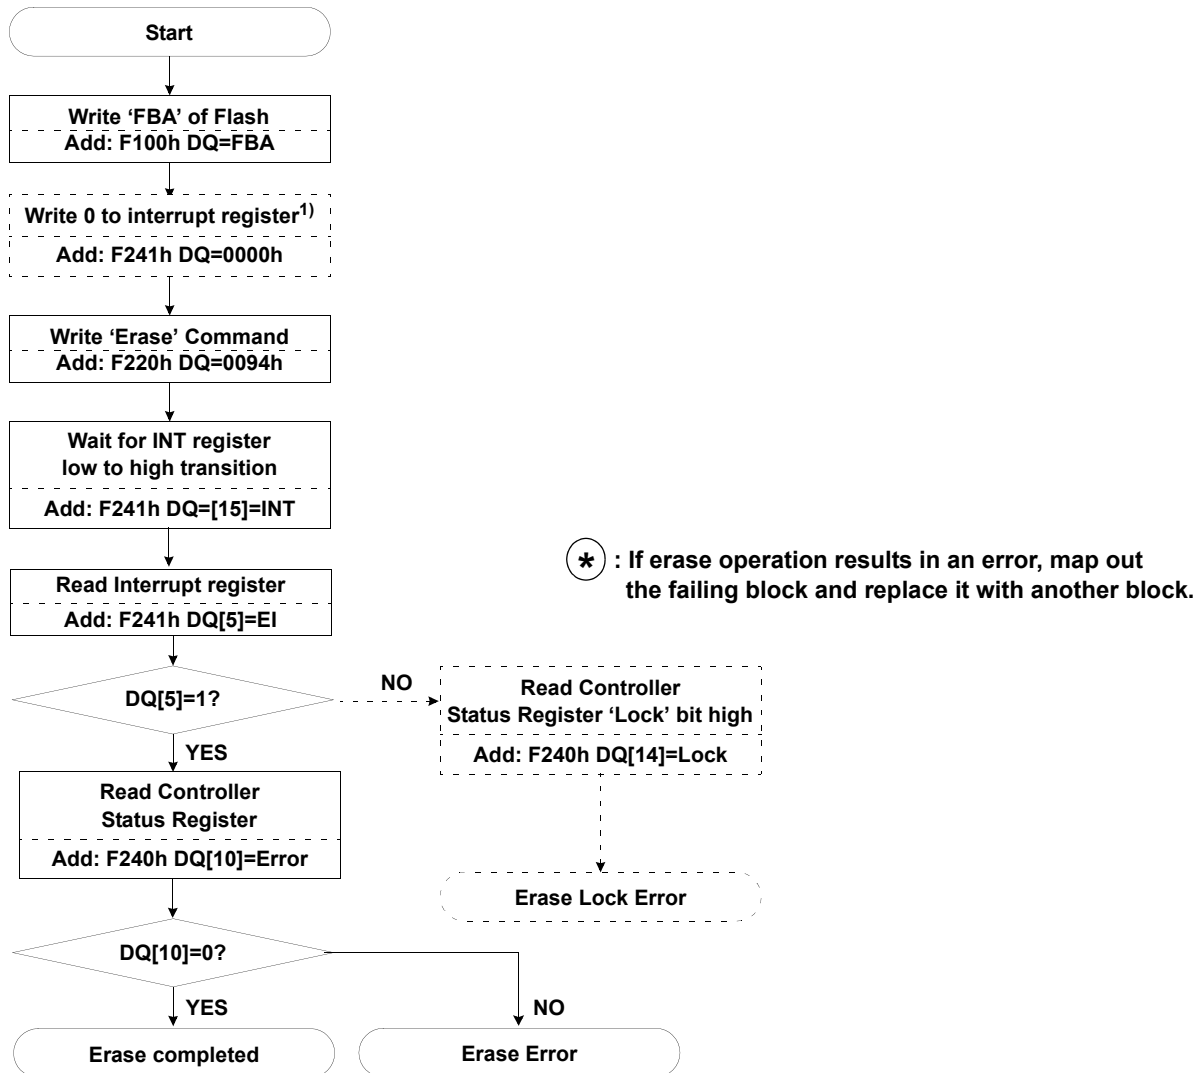 Start
Write ‘FBA’ of Flash
Add: F100h DQ=FBA
Write 0 to interrupt register1)
Add: F241h DQ=0000h
Write ‘Erase’ Command
Add: F220h DQ=0094h
Wait for INT register
low to high transition
Add: F241h DQ=[15]=INT
Read Interrupt register
Add: F241h DQ[5]=EI
* : If erase operation results in an error, map out
the failing block and replace it with another block.
DQ[5]=1?
NO
Read Controller
Status Register ‘Lock’ bit high
Add: F240h DQ[14]=Lock
Erase Lock Error
YES
Read Controller
Status Register
Add: F240h DQ[10]=Error
DQ[10]=0?
YES
NO
Erase completed
Erase Error